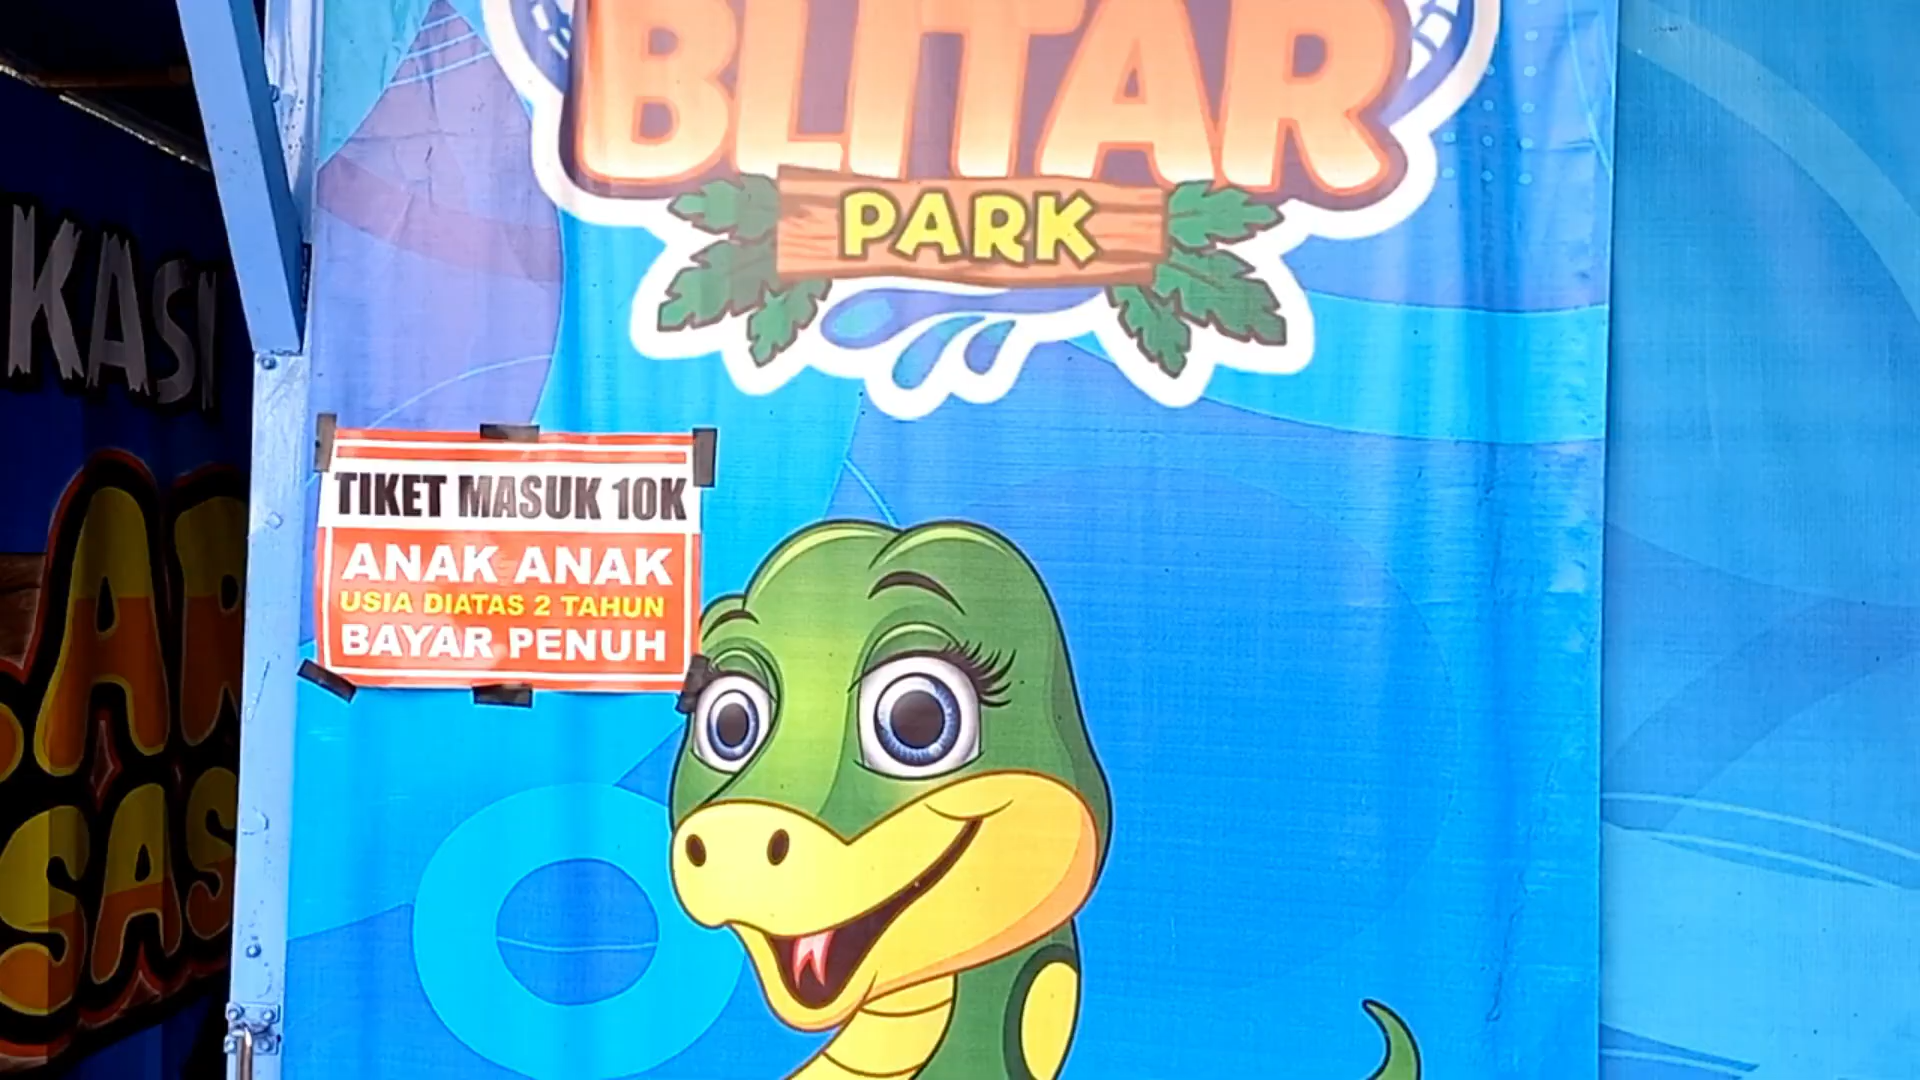 BLITAR
PARK
KASI
TIKET MASUK 10K
ANAK ANAK
USIA DIATAS 2 TAHUN
BAYAR PENUH